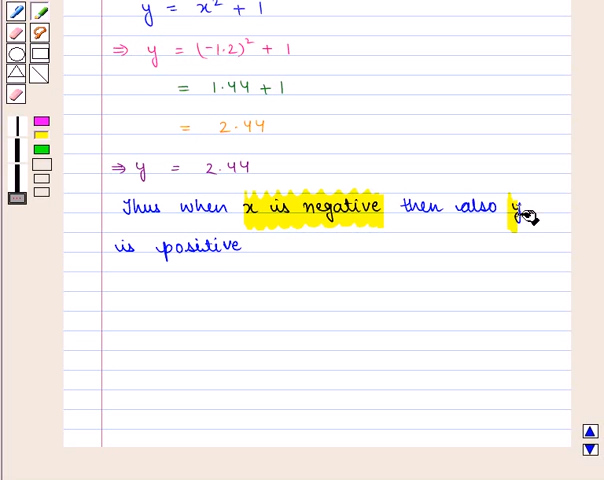 y = x² + 1
⇒ y = (-1.2)² + 1
= 1.44 + 1
= 2.44
⇒ y = 2.44
Thus when x is negative then also y
is positive